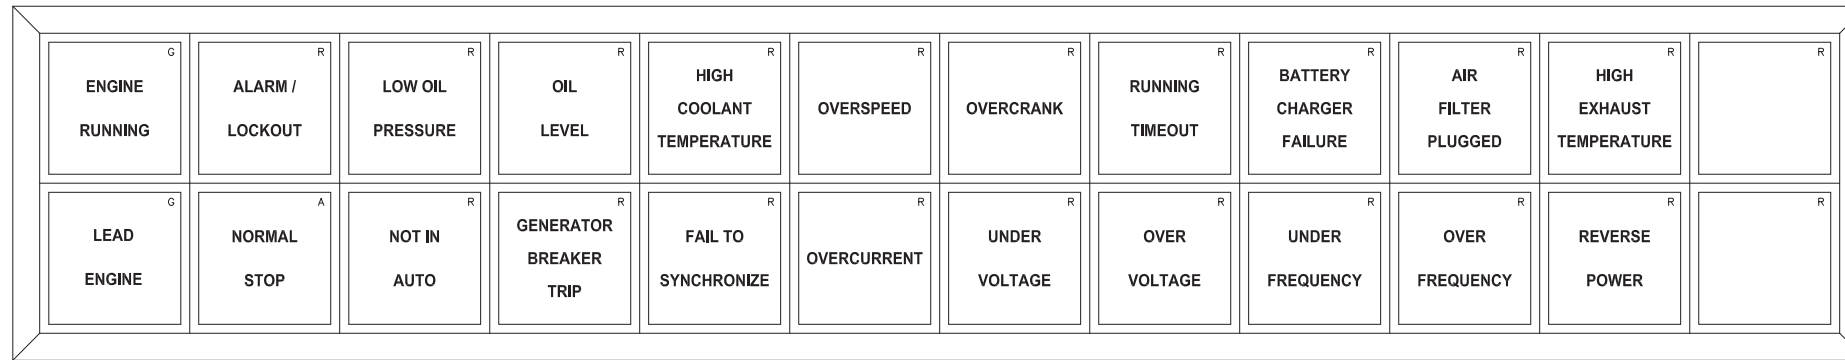 G R R R R R R R R R R R
ENGINE RUNNING
ALARM / LOCKOUT
LOW OIL PRESSURE
OIL LEVEL
HIGH COOLANT TEMPERATURE
OVERSPEED
OVERCRANK
RUNNING TIMEOUT
BATTERY CHARGER FAILURE
AIR FILTER PLUGGED
HIGH EXHAUST TEMPERATURE
G A R R R R R R R R R R
LEAD ENGINE
NORMAL STOP
NOT IN AUTO
GENERATOR BREAKER TRIP
FAIL TO SYNCHRONIZE
OVERCURRENT
UNDER VOLTAGE
OVER VOLTAGE
UNDER FREQUENCY
OVER FREQUENCY
REVERSE POWER